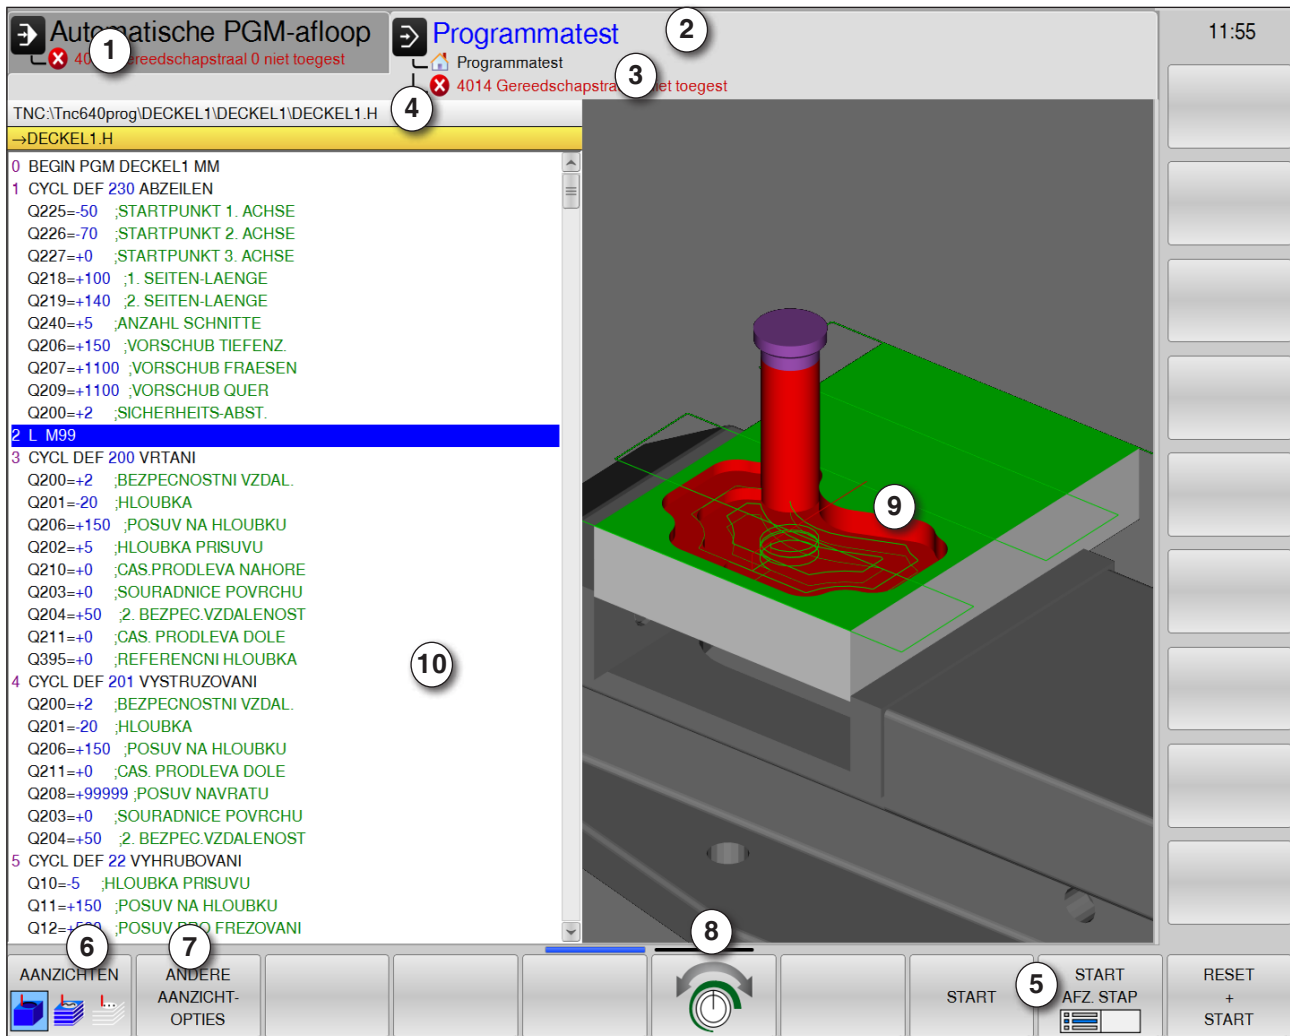 Automatische PGM-afloop
Programmatest
11:55
Gereedschapstraal 0 niet toegest
Programmatest
4014 Gereedschapstraal niet toegest
1
2
3
4
TNC:\Tnc640prog\DECKEL1\DECKEL1\DECKEL1.H
→DECKEL1.H
0 BEGIN PGM DECKEL1 MM
1 CYCL DEF 230 ABZEILEN
Q225=-50 ;STARTPUNKT 1. ACHSE
Q226=-70 ;STARTPUNKT 2. ACHSE
Q227=+0 ;STARTPUNKT 3. ACHSE
Q218=+100 ;1. SEITEN-LAENGE
Q219=+140 ;2. SEITEN-LAENGE
Q240=+5 ;ANZAHL SCHNITTE
Q206=+150 ;VORSCHUB TIEFENZ.
Q207=+1100 ;VORSCHUB FRAESEN
Q209=+1100 ;VORSCHUB QUER
Q200=+2 ;SICHERHEITS-ABST.
2 L M99
3 CYCL DEF 200 VRTANI
Q200=+2 ;BEZPECNOSTNI VZDAL.
Q201=-20 ;HLOUBKA
Q206=+150 ;POSUV NA HLOUBKU
Q202=+5 ;HLOUBKA PRISUVU
Q210=+0 ;CAS.PRODLEVA NAHORE
Q203=+0 ;SOURADNICE POVRCHU
Q204=+50 ;2. BEZPEC.VZDALENOST
Q211=+0 ;CAS. PRODLEVA DOLE
Q395=+0 ;REFERENCNI HLOUBKA
4 CYCL DEF 201 VYSTRUZOVANI
Q200=+2 ;BEZPECNOSTNI VZDAL.
Q201=-20 ;HLOUBKA
Q206=+150 ;POSUV NA HLOUBKU
Q211=+0 ;CAS. PRODLEVA DOLE
Q208=+99999 ;POSUV NAVRATU
Q203=+0 ;SOURADNICE POVRCHU
Q204=+50 ;2. BEZPEC.VZDALENOST
5 CYCL DEF 22 VYHRUBOVANI
Q10=-5 ;HLOUBKA PRISUVU
Q11=+150 ;POSUV NA HLOUBKU
Q12=+500 ;POSUV PRO FREZOVANI
9
10
6
7
8
5
AANZICHTEN
ANDERE
AANZICHT-
OPTIES
START
START
AFZ. STAP
RESET
+
START